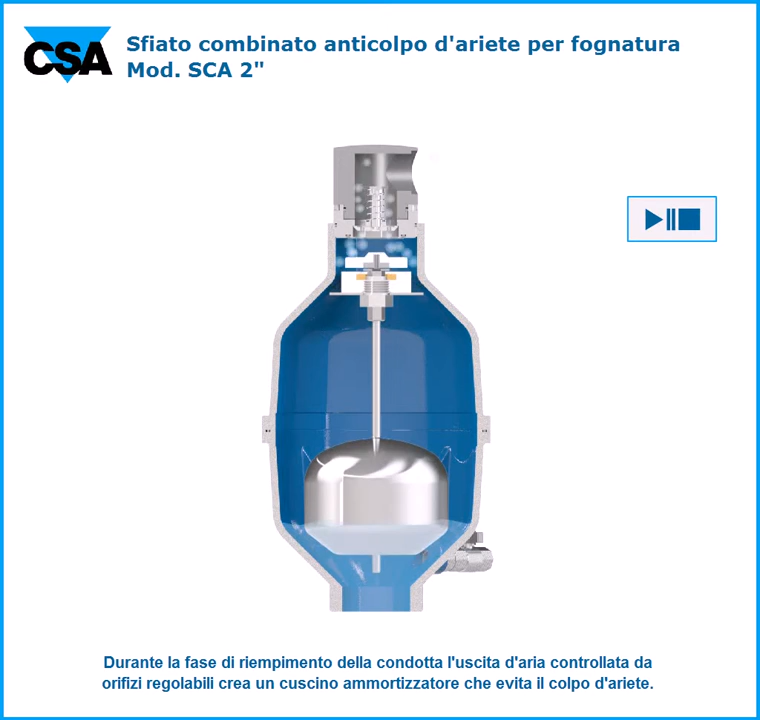 CSA
Sfiato combinato anticolpo d'ariete per fognatura
Mod. SCA 2"
Durante la fase di riempimento della condotta l'uscita d'aria controllata da
orifizi regolabili crea un cuscino ammortizzatore che evita il colpo d'ariete.